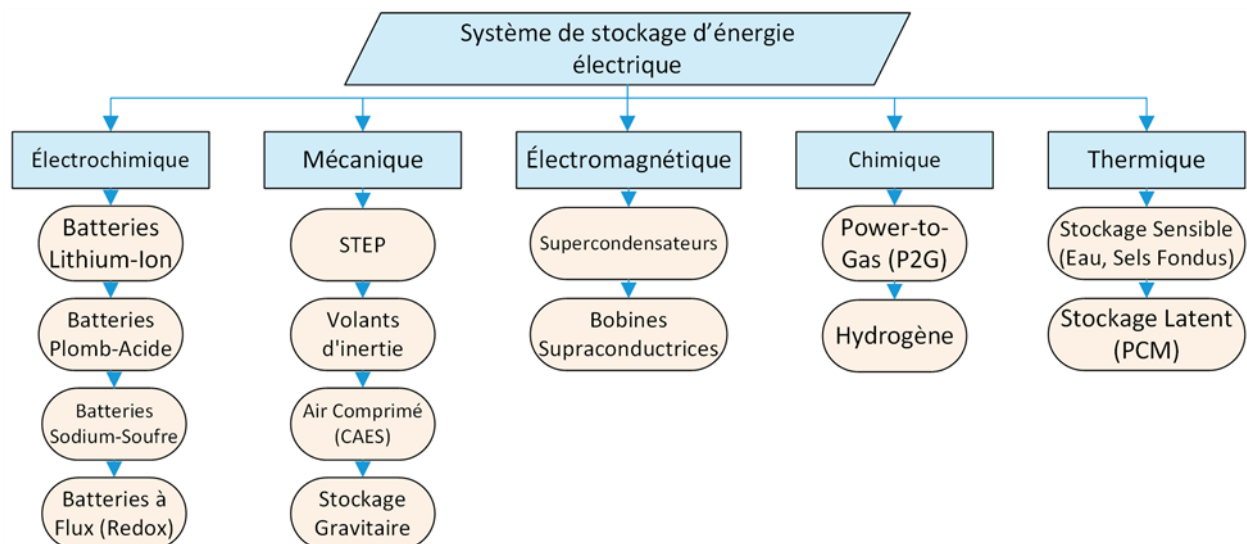 Système de stockage d’énergie
électrique
Électrochimique
Mécanique
Électromagnétique
Chimique
Thermique
Batteries
Lithium-Ion
STEP
Supercondensateurs
Power-to-
Gas (P2G)
Stockage Sensible
(Eau, Sels Fondus)
Batteries
Plomb-Acide
Volants
d'inertie
Bobines
Supraconductrices
Hydrogène
Stockage Latent
(PCM)
Batteries
Sodium-Soufre
Air Comprimé
(CAES)
Batteries à
Flux (Redox)
Stockage
Gravitaire